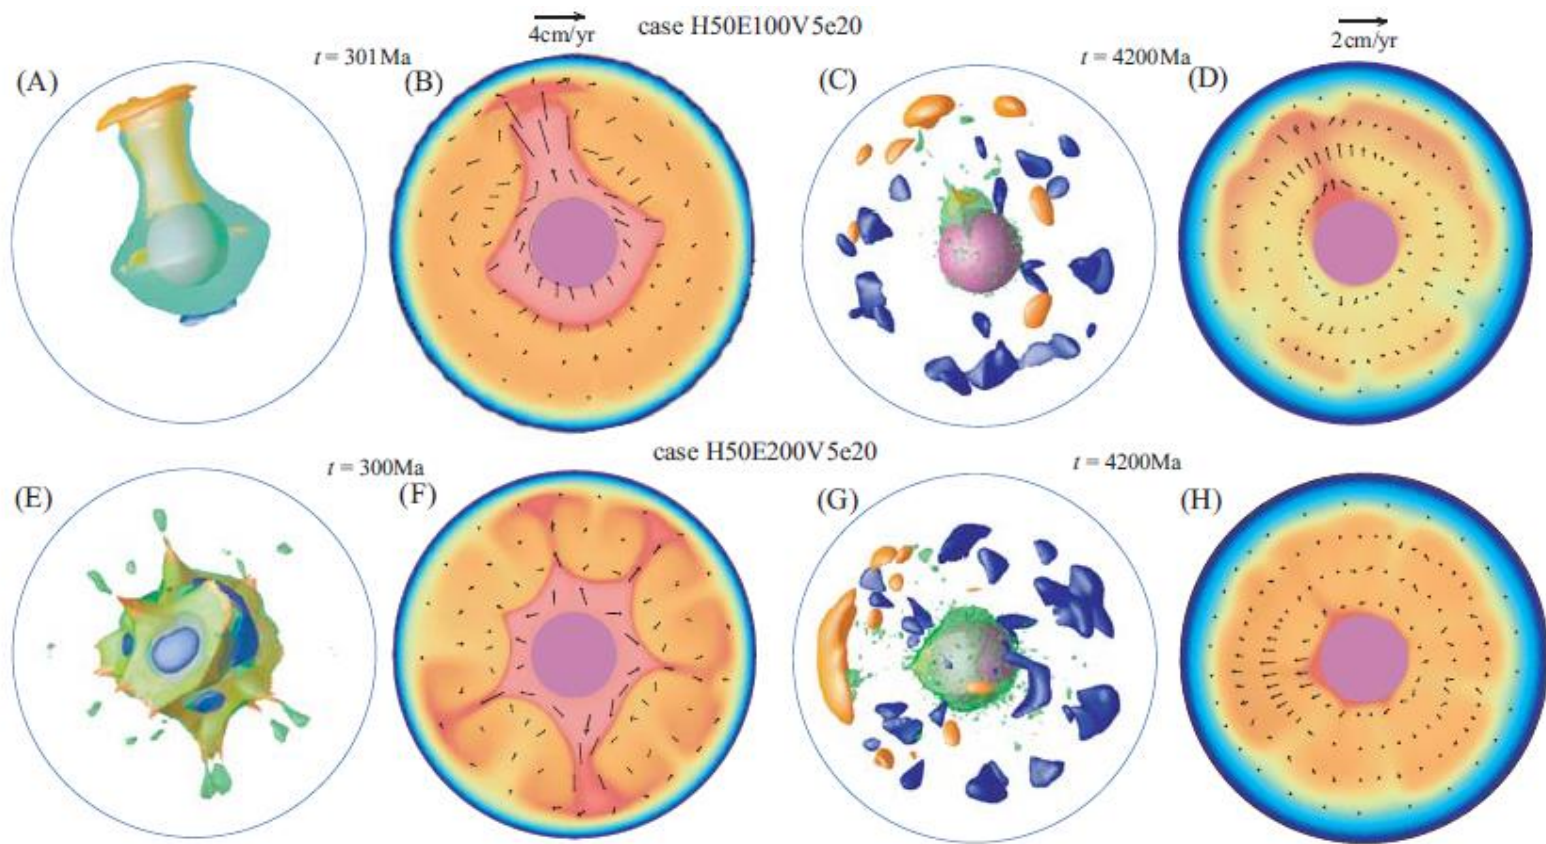 case H50E100V5e20
4cm/yr
2cm/yr
t = 301Ma
t = 4200Ma
(A)
(B)
(C)
(D)
case H50E200V5e20
t = 300Ma
t = 4200Ma
(E)
(F)
(G)
(H)